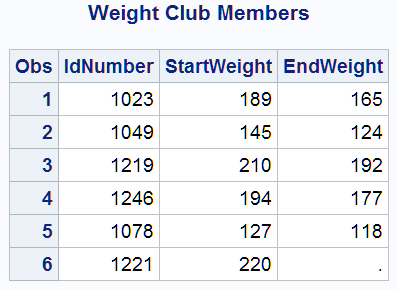 Weight Club Members
Obs IdNumber StartWeight EndWeight
1 1023 189 165
2 1049 145 124
3 1219 210 192
4 1246 194 177
5 1078 127 118
6 1221 220 .